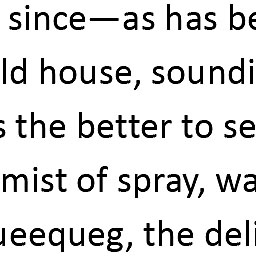 since—as has be
ld house, soundi
s the better to se
mist of spray, wa
ueequeg, the deli